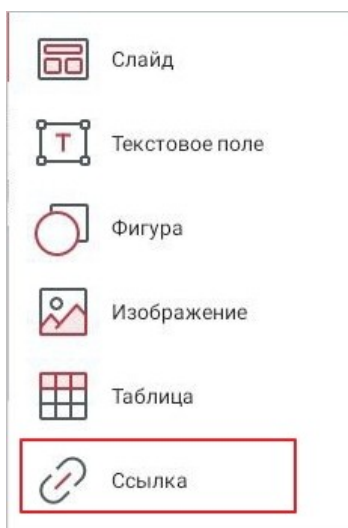 Слайд
Текстовое поле
Фигура
Изображение
Таблица
Ссылка